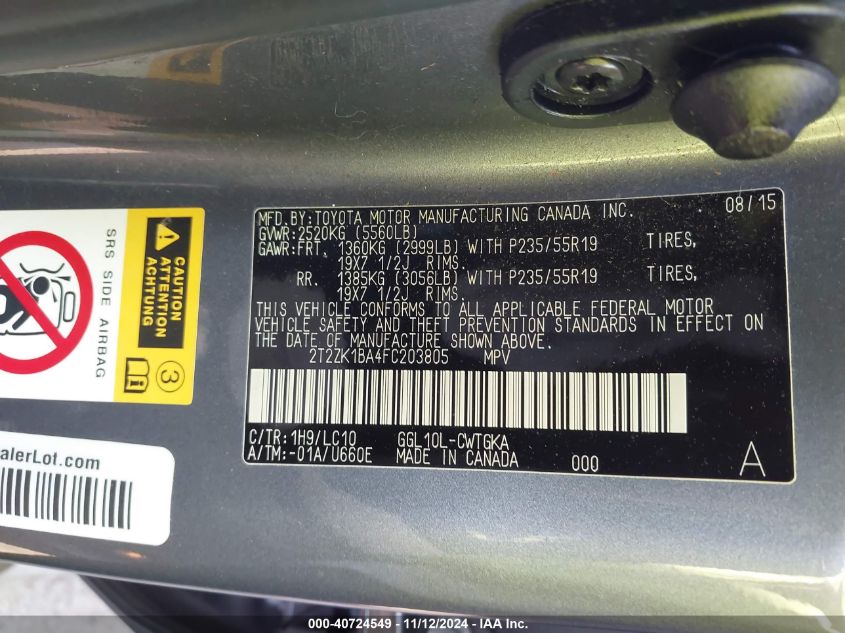 MFD.BY:TOYOTA MOTOR MANUFACTURING CANADA INC. 08/15
GVWR:2520KG (5560LB)
GAWR:FRT. 1360KG (2999LB) WITH P235/55R19 TIRES,
19X7 1/2J RIMS.
RR. 1385KG (3056LB) WITH P235/55R19 TIRES,
19X7 1/2J RIMS.
THIS VEHICLE CONFORMS TO ALL APPLICABLE FEDERAL MOTOR
VEHICLE SAFETY AND THEFT PREVENTION STANDARDS IN EFFECT ON
THE DATE OF MANUFACTURE SHOWN ABOVE.
2T2ZK1BA4FC203805 MPV
C/TR:1H9/LC10 GGL10L-CWTGKA
A/TM:-01A/U660E MADE IN CANADA 000 A
SRS SIDE AIRBAG
CAUTION
ATTENTION
ACHTUNG
3
alerLot.com
000-40724549 - 11/12/2024 - IAA Inc.